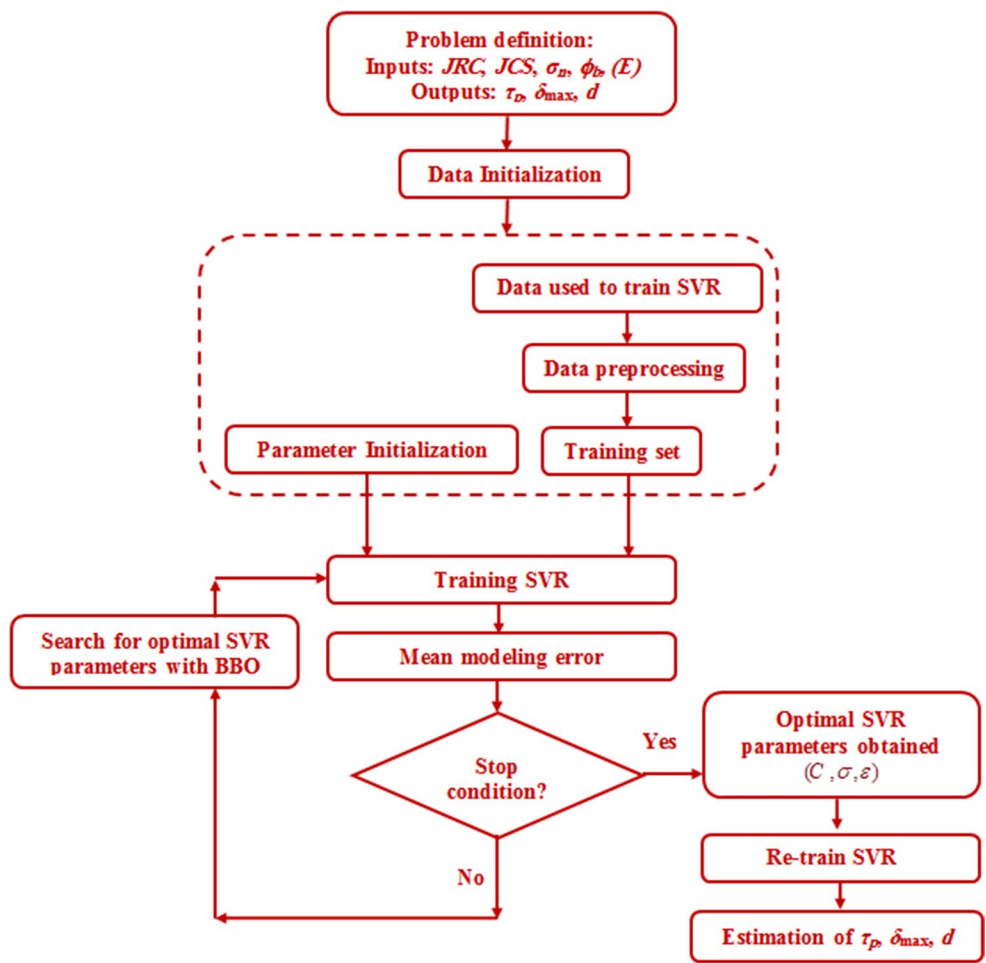 Problem definition:
Inputs: JRC, JCS, σn, ϕb, (E)
Outputs: τp, δmax, d
Data Initialization
Data used to train SVR
Data preprocessing
Parameter Initialization
Training set
Training SVR
Search for optimal SVR
parameters with BBO
Mean modeling error
Stop
condition?
Yes
Optimal SVR
parameters obtained
(C ,σ,ε)
No
Re-train SVR
Estimation of τp, δmax, d